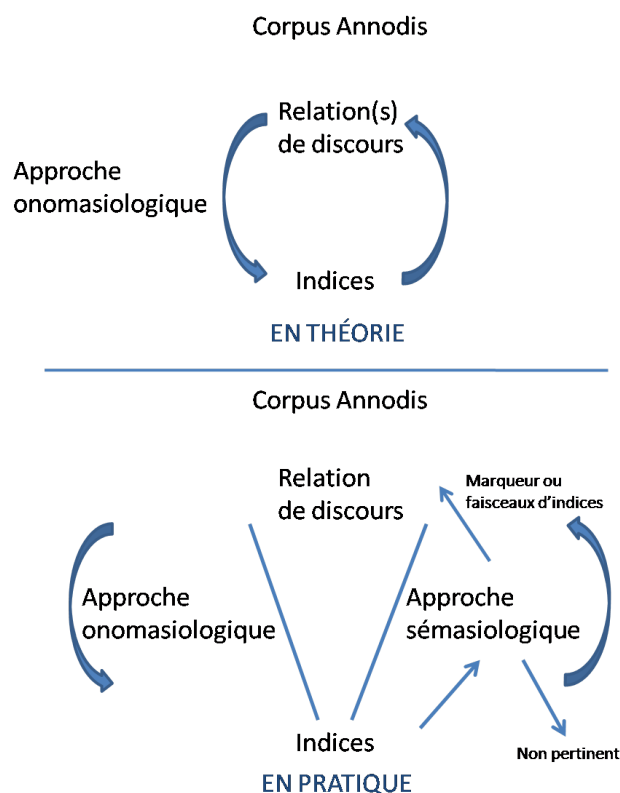 Corpus Annodis
Relation(s)
de discours
Approche
onomasiologique
Indices
EN THÉORIE
Corpus Annodis
Relation
de discours
Marqueur ou
faisceaux d'indices
Approche
onomasiologique
Approche
sémasiologique
Indices
Non pertinent
EN PRATIQUE